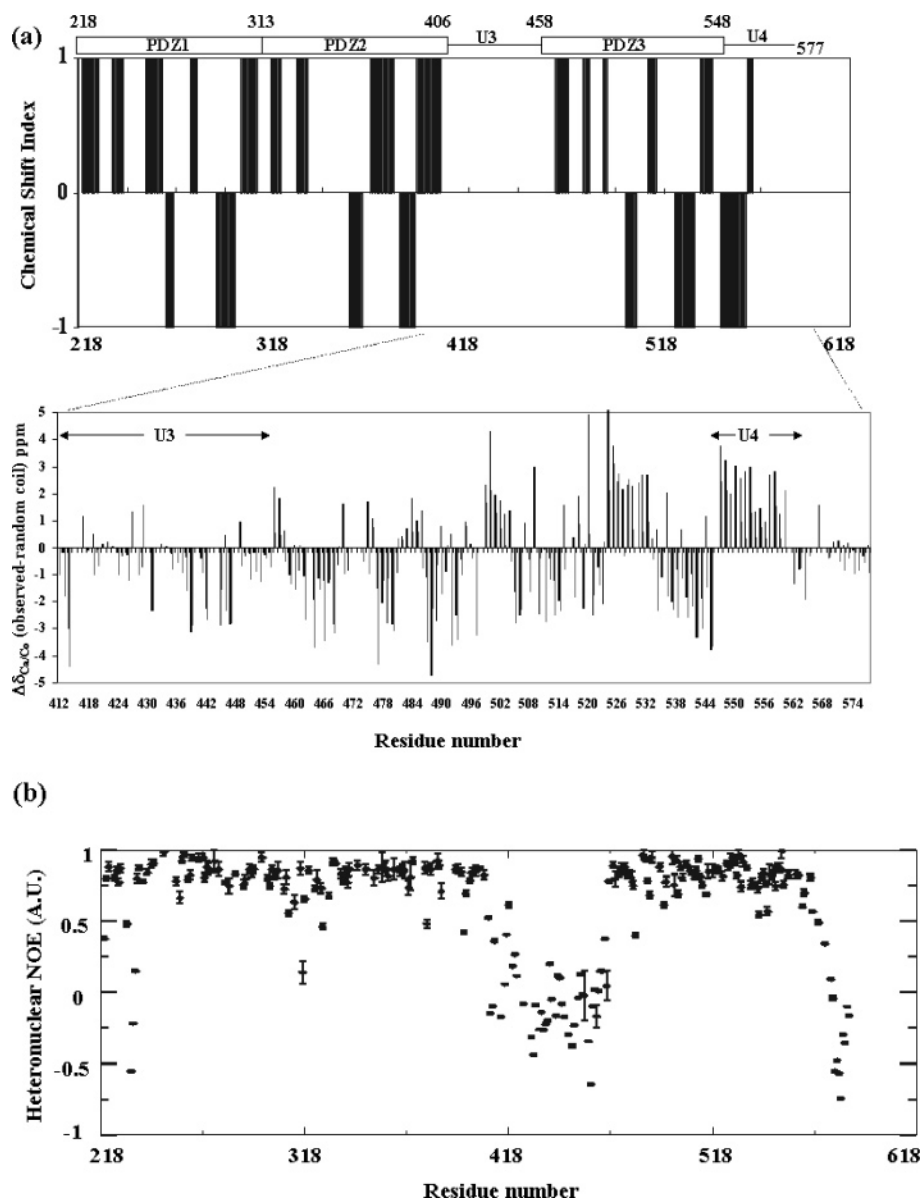 (a)
218 313 406 458 548
PDZ1 PDZ2 U3 PDZ3 U4 577
Chemical Shift Index
1
0
-1
218 318 418 518 618
Δδ Cα/Co (observed-random coil) ppm
5
4
3
2
1
0
-1
-2
-3
-4
-5
U3 U4
412 418 424 430 436 442 448 454 460 466 472 478 484 490 496 502 508 514 520 526 532 538 544 550 556 562 568 574
Residue number
(b)
Heteronuclear NOE (A.U.)
1
0.5
0
-0.5
-1
218 318 418 518 618
Residue number